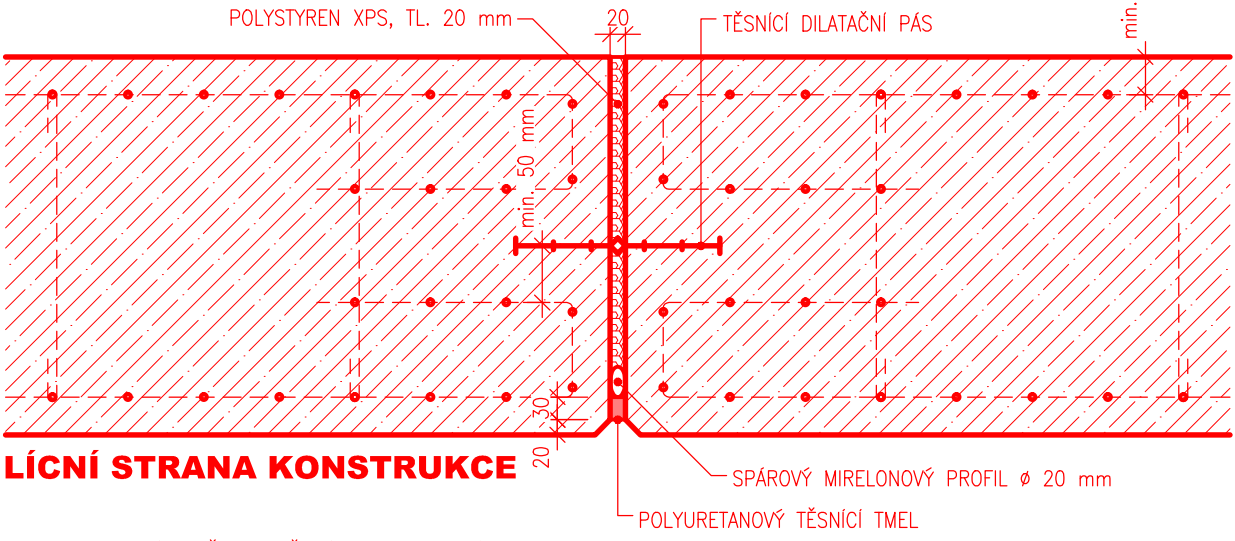 POLYSTYREN XPS, TL. 20 mm
20
TĚSNÍCÍ DILATAČNÍ PÁS
min.
min. 50 mm
30
20
LÍCNÍ STRANA KONSTRUKCE
SPÁROVÝ MIRELONOVÝ PROFIL ø 20 mm
POLYURETANOVÝ TĚSNÍCÍ TMEL